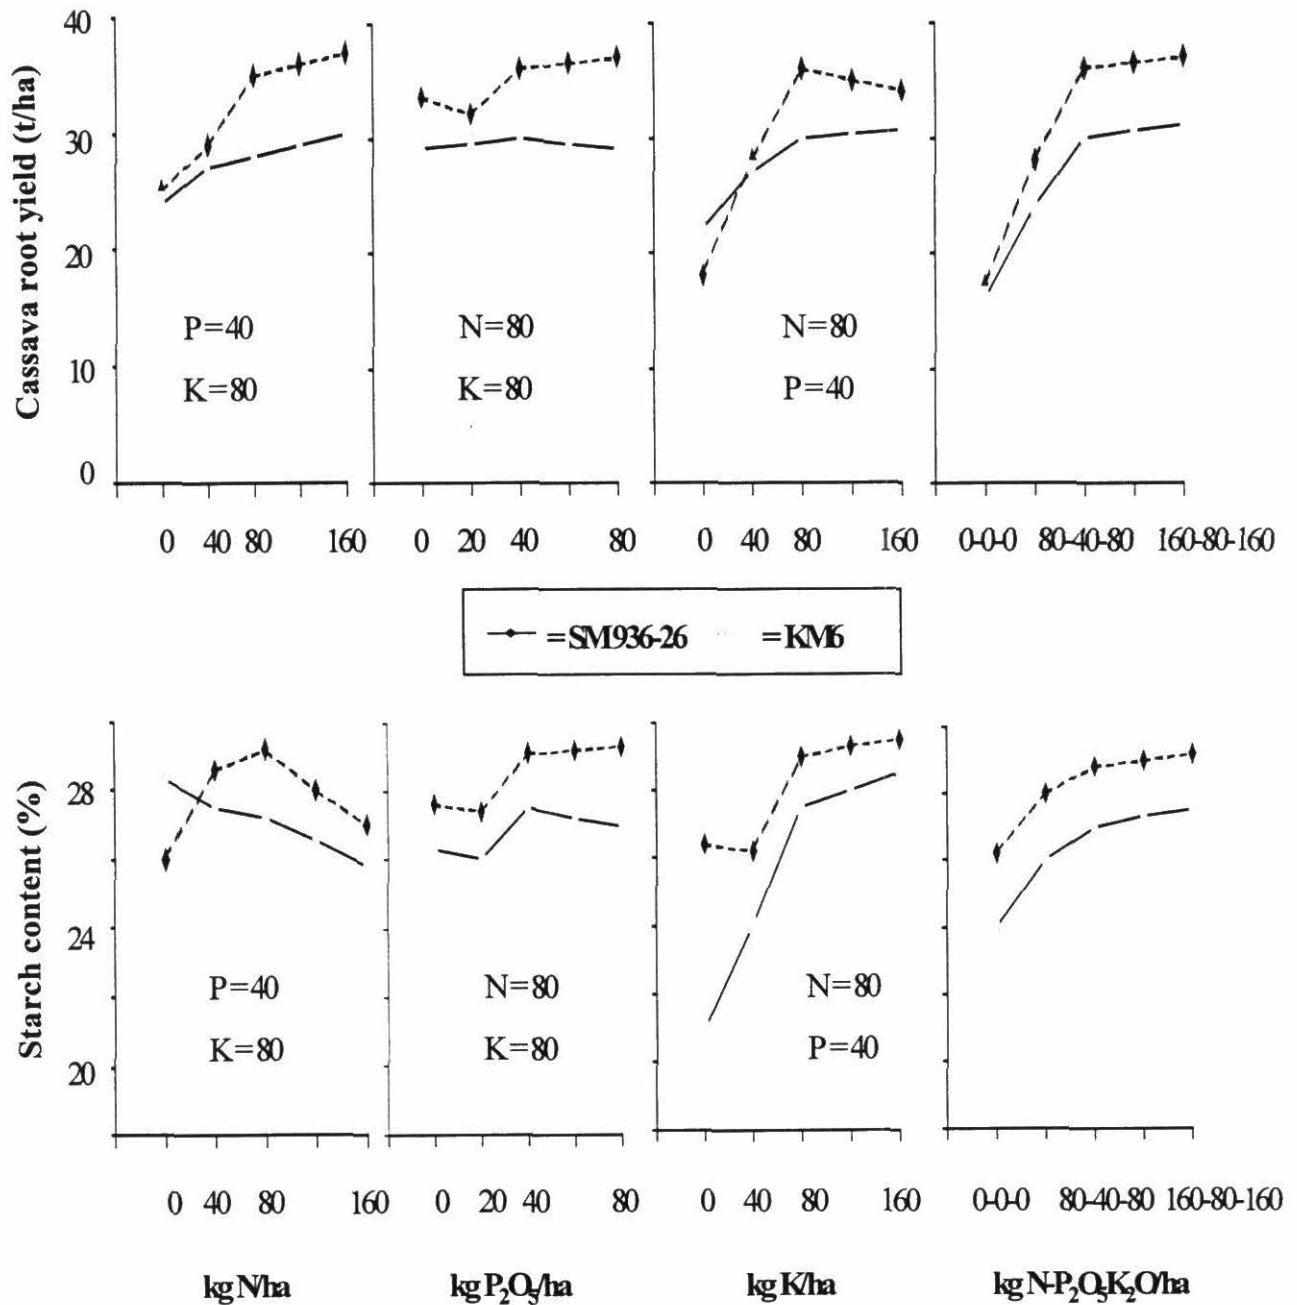 Cassava root yield (t/ha)
40
30
20
10
0
P=40
K=80
N=80
K=80
N=80
P=40
0 40 80 160
0 20 40 80
0 40 80 160
0-0-0 80-40-80 160-80-160
=SM936-26 =KM6
Starch content (%)
28
24
20
P=40
K=80
N=80
K=80
N=80
P=40
0 40 80 160
0 20 40 80
0 40 80 160
0-0-0 80-40-80 160-80-160
kg N/ha
kg P₂O₅/ha
kg K/ha
kg N-P₂O₅K₂O/ha